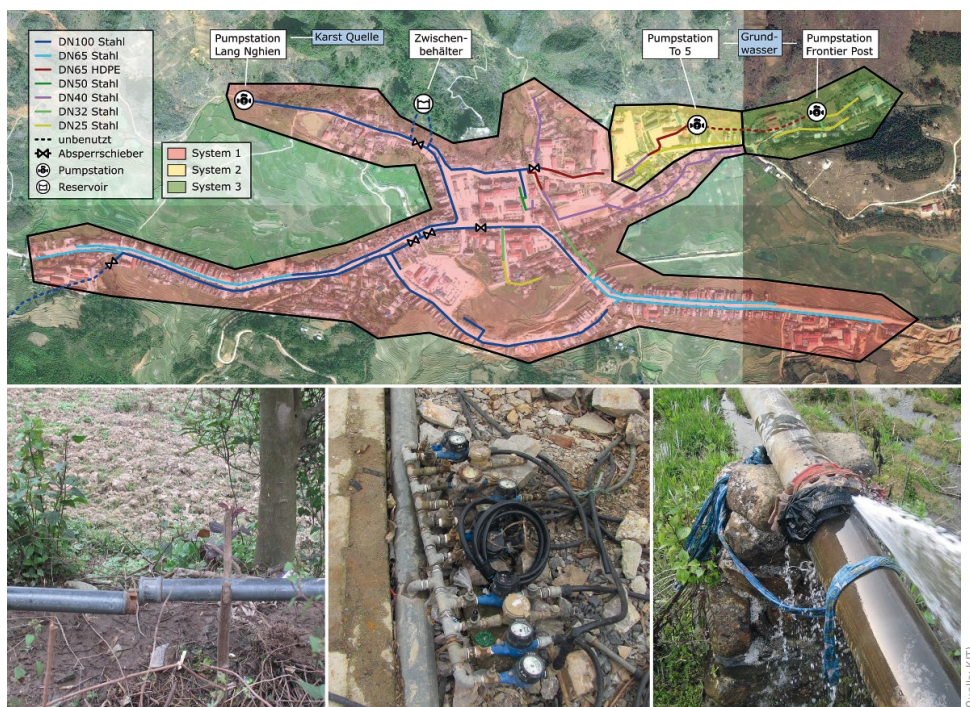 DN100 Stahl
DN65 Stahl
DN65 HDPE
DN50 Stahl
DN40 Stahl
DN32 Stahl
DN25 Stahl
unbenutzt
Absperrschieber
Pumpstation
Reservoir
System 1
System 2
System 3
Pumpstation
Lang Nghien
Karst Quelle
Zwischen-
behälter
Pumpstation
To 5
Grund-
wasser
Pumpstation
Frontier Post
Quelle: KIT)